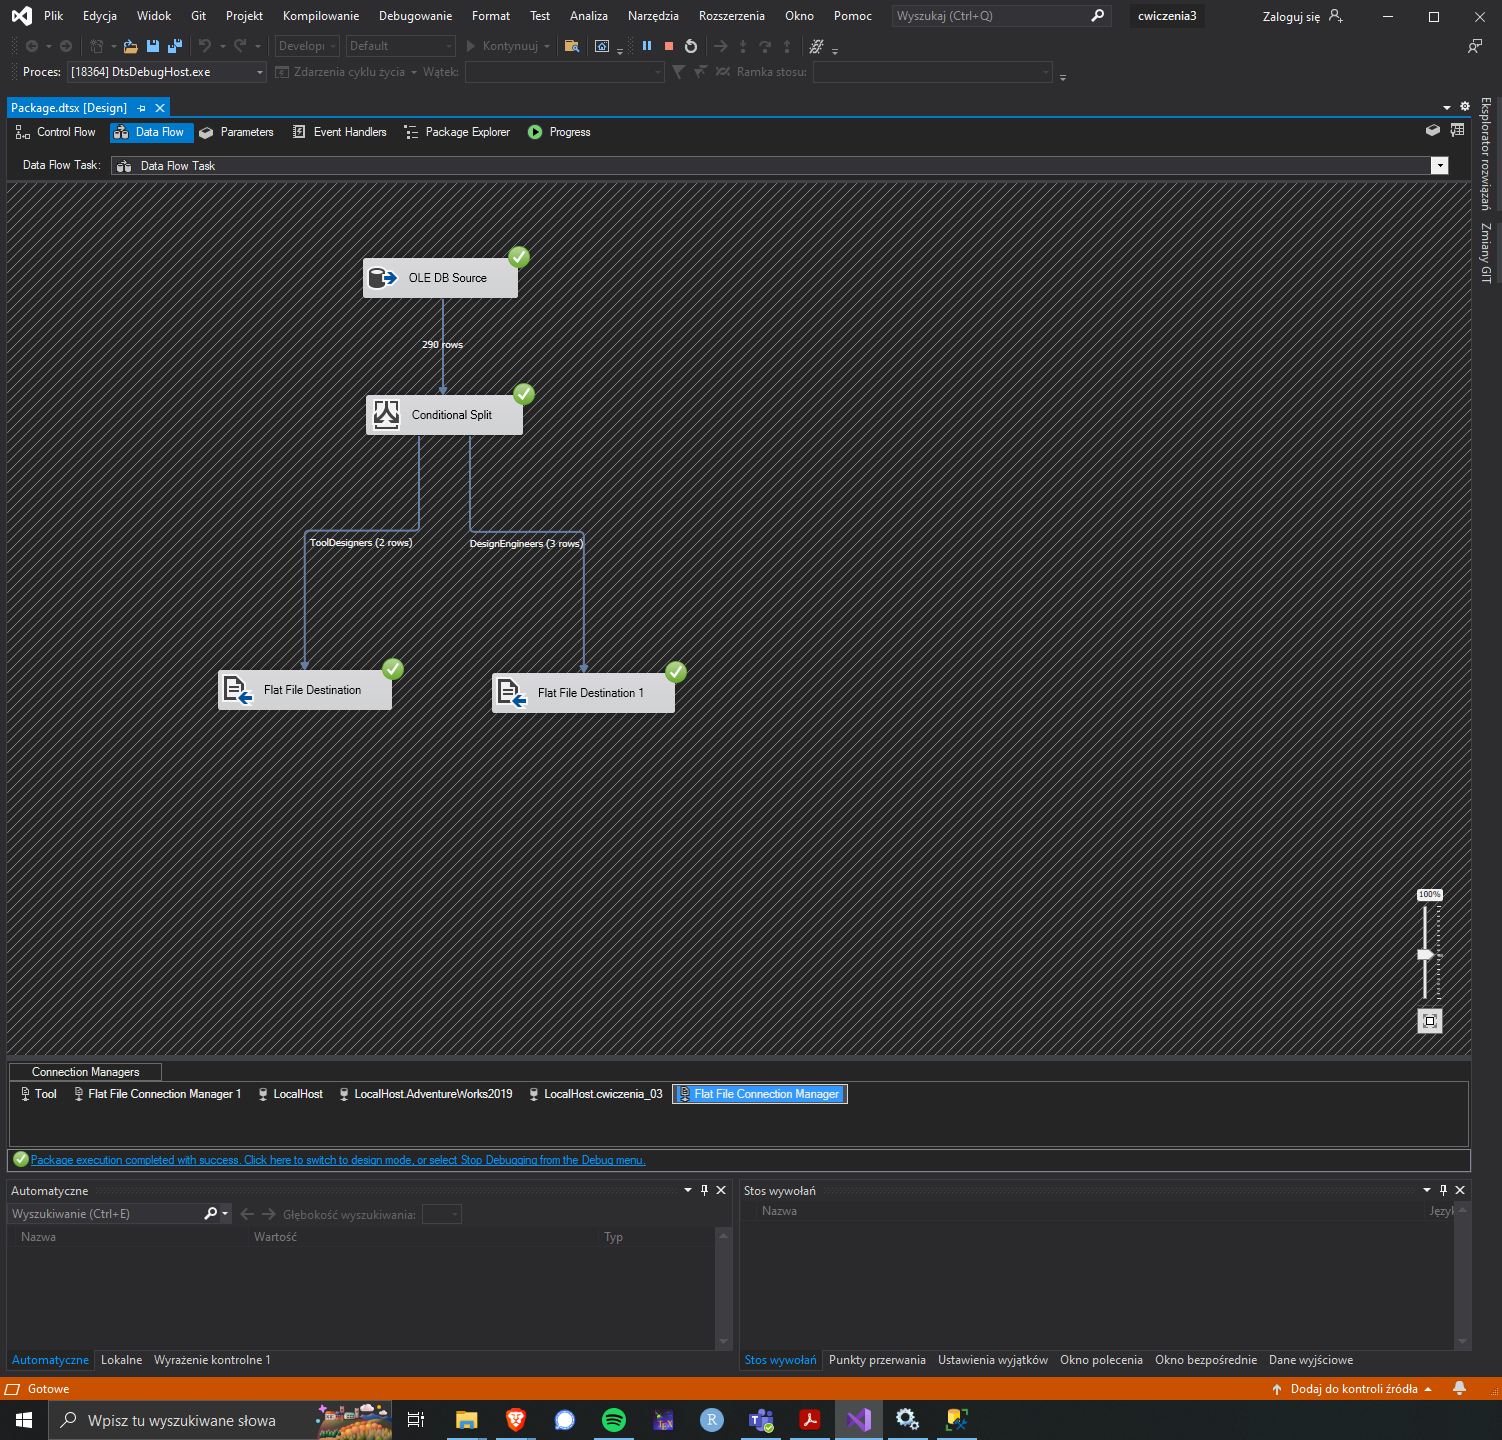 Plik Edycja Widok Git Projekt Kompilowanie Debugowanie Format Test Analiza Narzędzia Rozszerzenia Okno Pomoc Wyszukaj (Ctrl+Q) cwiczenia3 Zaloguj się
Default Kontynuuj
Proces: [18364] DtsDebugHost.exe Zdarzenia cyklu życia Wątek: Ramka stosu:
Package.dtsx [Design]
Control Flow Data Flow Parameters Event Handlers Package Explorer Progress
Data Flow Task: Data Flow Task
Eksplorator rozwiązań
Zmiany GIT
OLE DB Source
290 rows
Conditional Split
ToolDesigners (2 rows)
DesignEngineers (3 rows)
Flat File Destination
Flat File Destination 1
100%
Connection Managers
Tool Flat File Connection Manager 1 LocalHost LocalHost.AdventureWorks2019 LocalHost.cwiczenia_03 Flat File Connection Manager
Package execution completed with success. Click here to switch to design mode, or select Stop Debugging from the Debug menu.
Automatyczne
Wyszukiwanie (Ctrl+E) Głębokość wyszukiwania:
Nazwa Wartość Typ
Stos wywołań
Nazwa
Automatyczne Lokalne Wyrażenie kontrolne 1
Stos wywołań Punkty przerwania Ustawienia wyjątków Okno polecenia Okno bezpośrednie Dane wyjściowe
Gotowe Dodaj do kontroli źródła
Wpisz tu wyszukiwane słowa